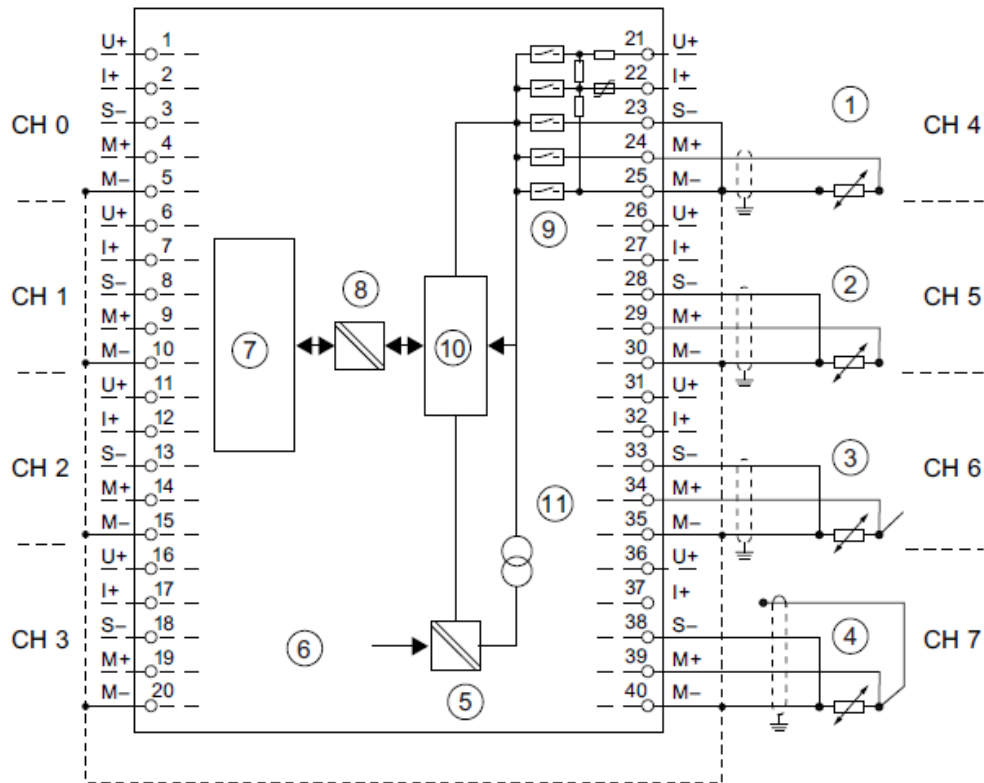 U+ 1 21 U+
I+ 2 22 I+
S– 3 23 S– 1
CH 0 CH 4
M+ 4 24 M+
M– 5 25 M–
U+ 6 26 U+
9
I+ 7 27 I+
S– 8 28 S–
8 2
CH 1 CH 5
M+ 9 29 M+
7 10
M– 10 30 M–
U+ 11 31 U+
I+ 12 32 I+
S– 13 33 S– 3
CH 2 CH 6
M+ 14 34 M+
11
M– 15 35 M–
U+ 16 36 U+
I+ 17 37 I+
S– 18 38 S–
CH 3 6 4 CH 7
M+ 19 39 M+
M– 20 5 40 M–